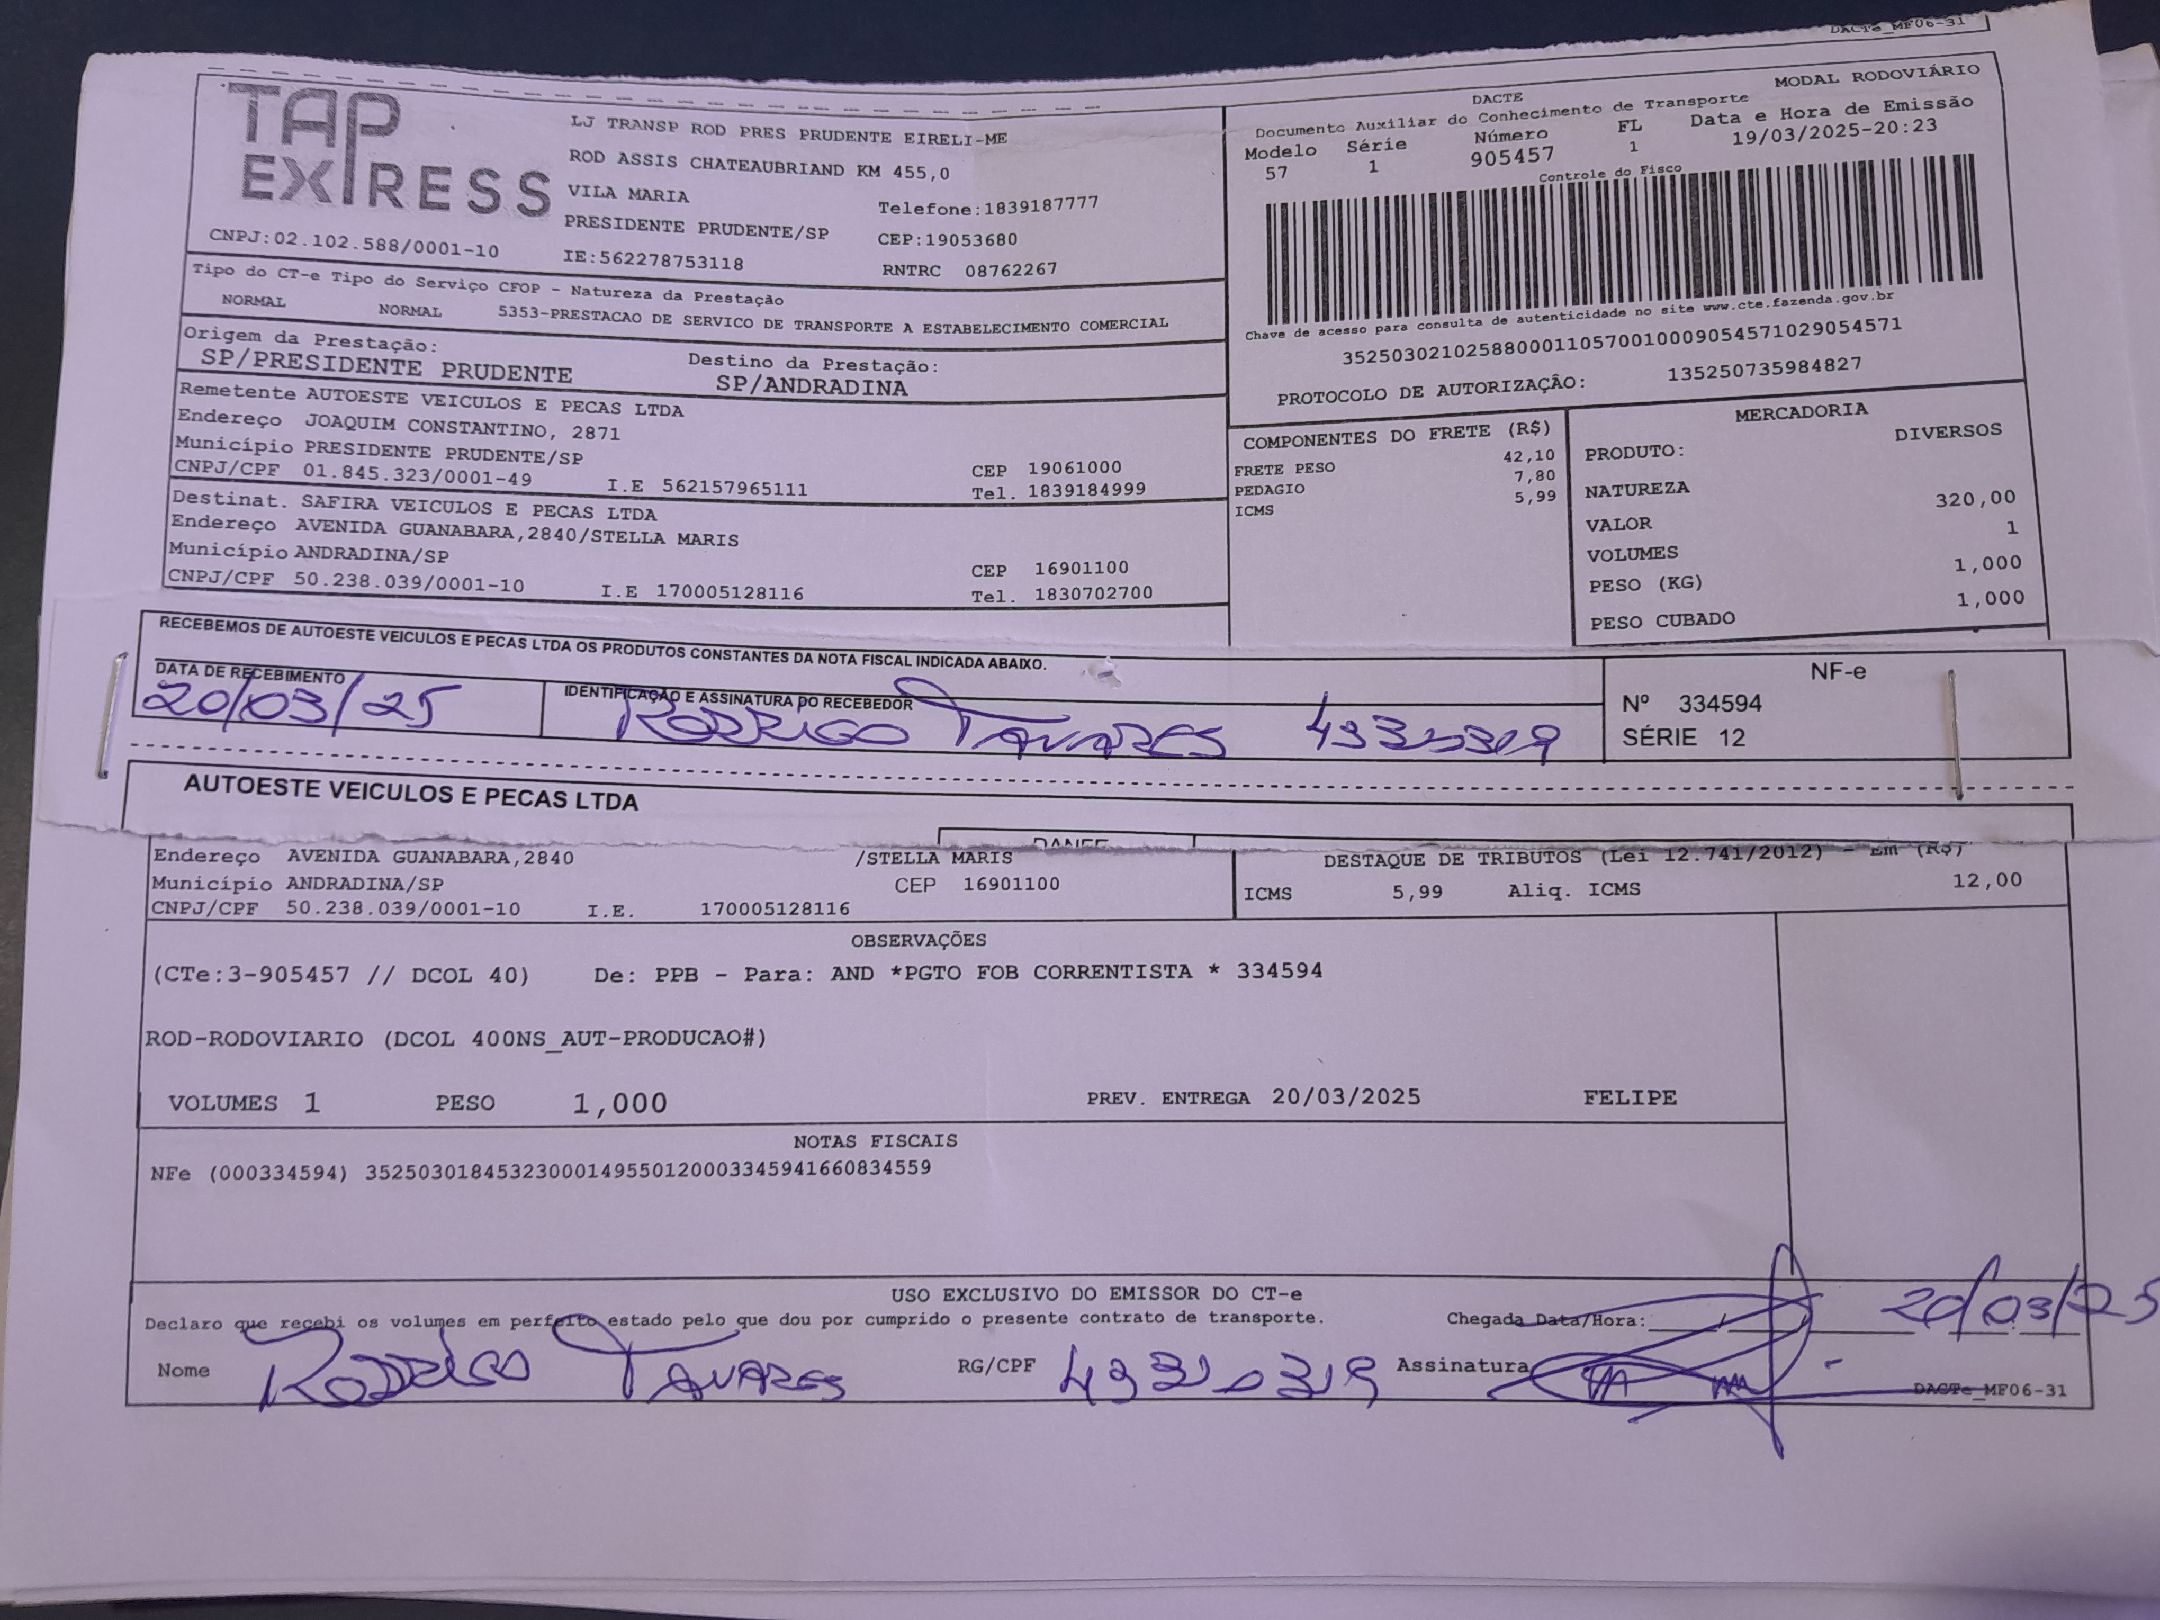 DACTe_MF06-31
TAP EXPRESS
CNPJ:02.102.588/0001-10
LJ TRANSP ROD PRES PRUDENTE EIRELI-ME
ROD ASSIS CHATEAUBRIAND KM 455,0
VILA MARIA Telefone:1839187777
PRESIDENTE PRUDENTE/SP CEP:19053680
IE:562278753118 RNTRC 08762267
DACTE MODAL RODOVIÁRIO
Documento Auxiliar do Conhecimento de Transporte
Modelo Série Número FL Data e Hora de Emissão
57 1 905457 1 19/03/2025-20:23
Controle do Fisco
Chave de acesso para consulta de autenticidade no site www.cte.fazenda.gov.br
35250302102588000110570010009054571029054571
PROTOCOLO DE AUTORIZAÇÃO: 135250735984827
Tipo do CT-e Tipo do Serviço CFOP - Natureza da Prestação
NORMAL NORMAL 5353-PRESTACAO DE SERVICO DE TRANSPORTE A ESTABELECIMENTO COMERCIAL
Origem da Prestação: Destino da Prestação:
SP/PRESIDENTE PRUDENTE SP/ANDRADINA
Remetente AUTOESTE VEICULOS E PECAS LTDA
Endereço JOAQUIM CONSTANTINO, 2871
Município PRESIDENTE PRUDENTE/SP CEP 19061000
CNPJ/CPF 01.845.323/0001-49 I.E 562157965111 Tel. 1839184999
Destinat. SAFIRA VEICULOS E PECAS LTDA
Endereço AVENIDA GUANABARA,2840/STELLA MARIS
Município ANDRADINA/SP CEP 16901100
CNPJ/CPF 50.238.039/0001-10 I.E 170005128116 Tel. 1830702700
COMPONENTES DO FRETE (R$)
FRETE PESO 42,10
PEDAGIO 7,80
ICMS 5,99
MERCADORIA
PRODUTO: DIVERSOS
NATUREZA
VALOR 320,00
VOLUMES 1
PESO (KG) 1,000
PESO CUBADO 1,000
RECEBEMOS DE AUTOESTE VEICULOS E PECAS LTDA OS PRODUTOS CONSTANTES DA NOTA FISCAL INDICADA ABAIXO.
DATA DE RECEBIMENTO IDENTIFICAÇÃO E ASSINATURA DO RECEBEDOR
20/03/25 RODRIGO TAVARES
NF-e
Nº 334594
SÉRIE 12
AUTOESTE VEICULOS E PECAS LTDA
DANFE
Endereço AVENIDA GUANABARA,2840 /STELLA MARIS
Município ANDRADINA/SP CEP 16901100
CNPJ/CPF 50.238.039/0001-10 I.E. 170005128116
DESTAQUE DE TRIBUTOS (Lei 12.741/2012) - Em (R$)
ICMS 5,99 Aliq. ICMS 12,00
OBSERVAÇÕES
(CTe:3-905457 // DCOL 40) De: PPB - Para: AND *PGTO FOB CORRENTISTA * 334594
ROD-RODOVIARIO (DCOL 400NS_AUT-PRODUCAO#)
VOLUMES 1 PESO 1,000 PREV. ENTREGA 20/03/2025 FELIPE
NOTAS FISCAIS
NFe (000334594) 35250301845323000149550120003345941660834559
USO EXCLUSIVO DO EMISSOR DO CT-e
Declaro que recebi os volumes em perfeito estado pelo que dou por cumprido o presente contrato de transporte. Chegada Data/Hora: 20/03/25
Nome RODRIGO TAVARES RG/CPF Assinatura
DACTe_MF06-31